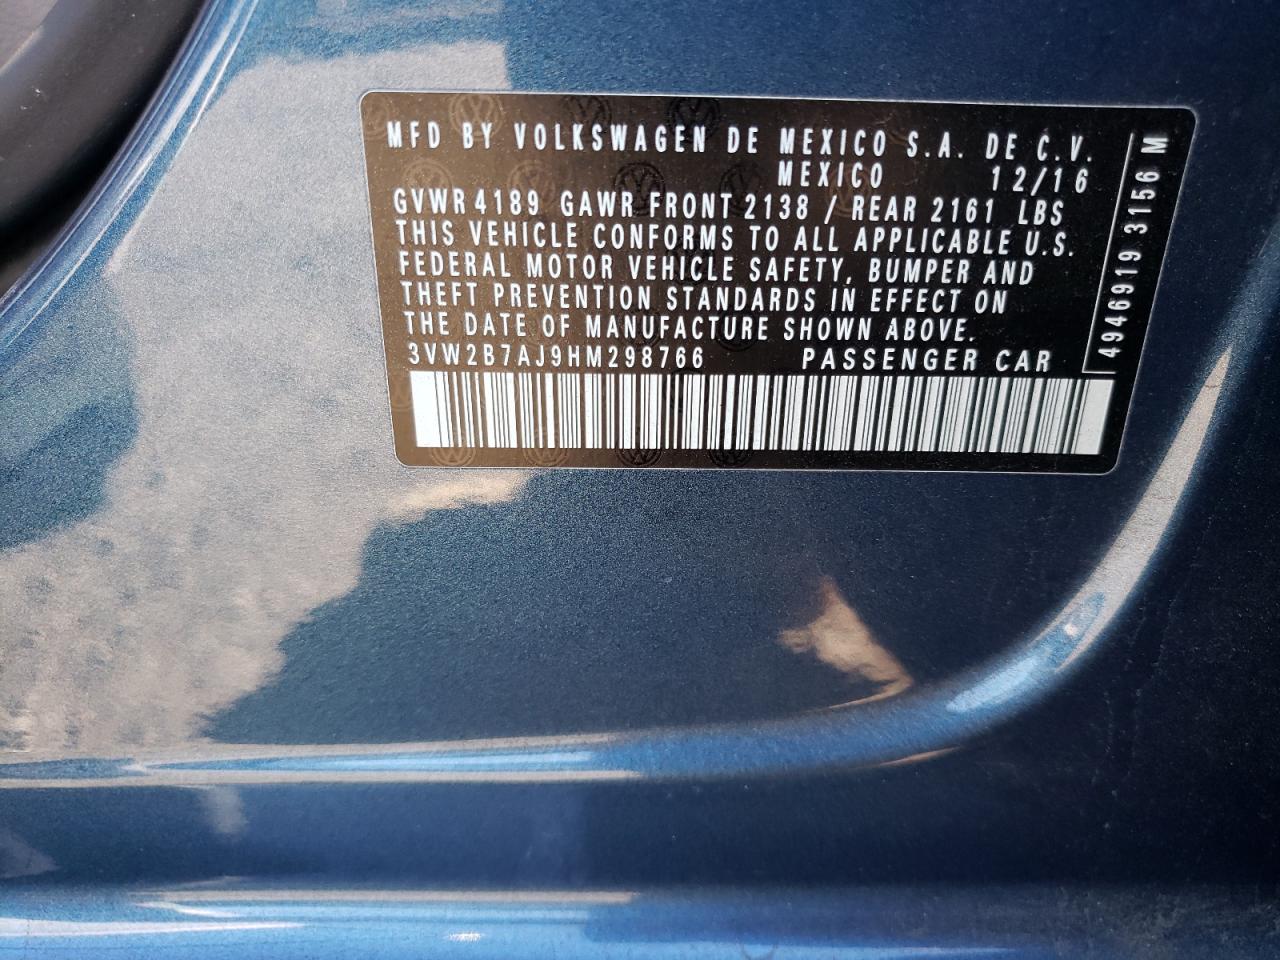 MFD BY VOLKSWAGEN DE MEXICO S.A. DE C.V.
MEXICO 12/16
GVWR 4189 GAWR FRONT 2138 / REAR 2161 LBS
THIS VEHICLE CONFORMS TO ALL APPLICABLE U.S.
FEDERAL MOTOR VEHICLE SAFETY, BUMPER AND
THEFT PREVENTION STANDARDS IN EFFECT ON
THE DATE OF MANUFACTURE SHOWN ABOVE.
3VW2B7AJ9HM298766 PASSENGER CAR
4946919 3156 M